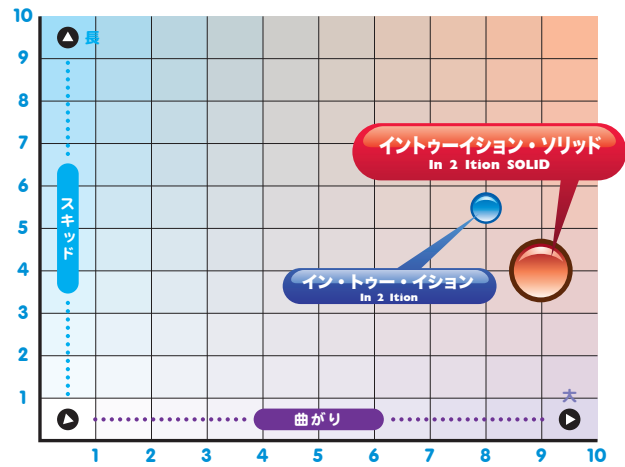 10
9
8
7
6
5
4
3
2
1
長
スキッド
イントゥーイション・ソリッド
In 2 Ition SOLID
イン・トゥー・イション
In 2 Ition
大
曲がり
1 2 3 4 5 6 7 8 9 10